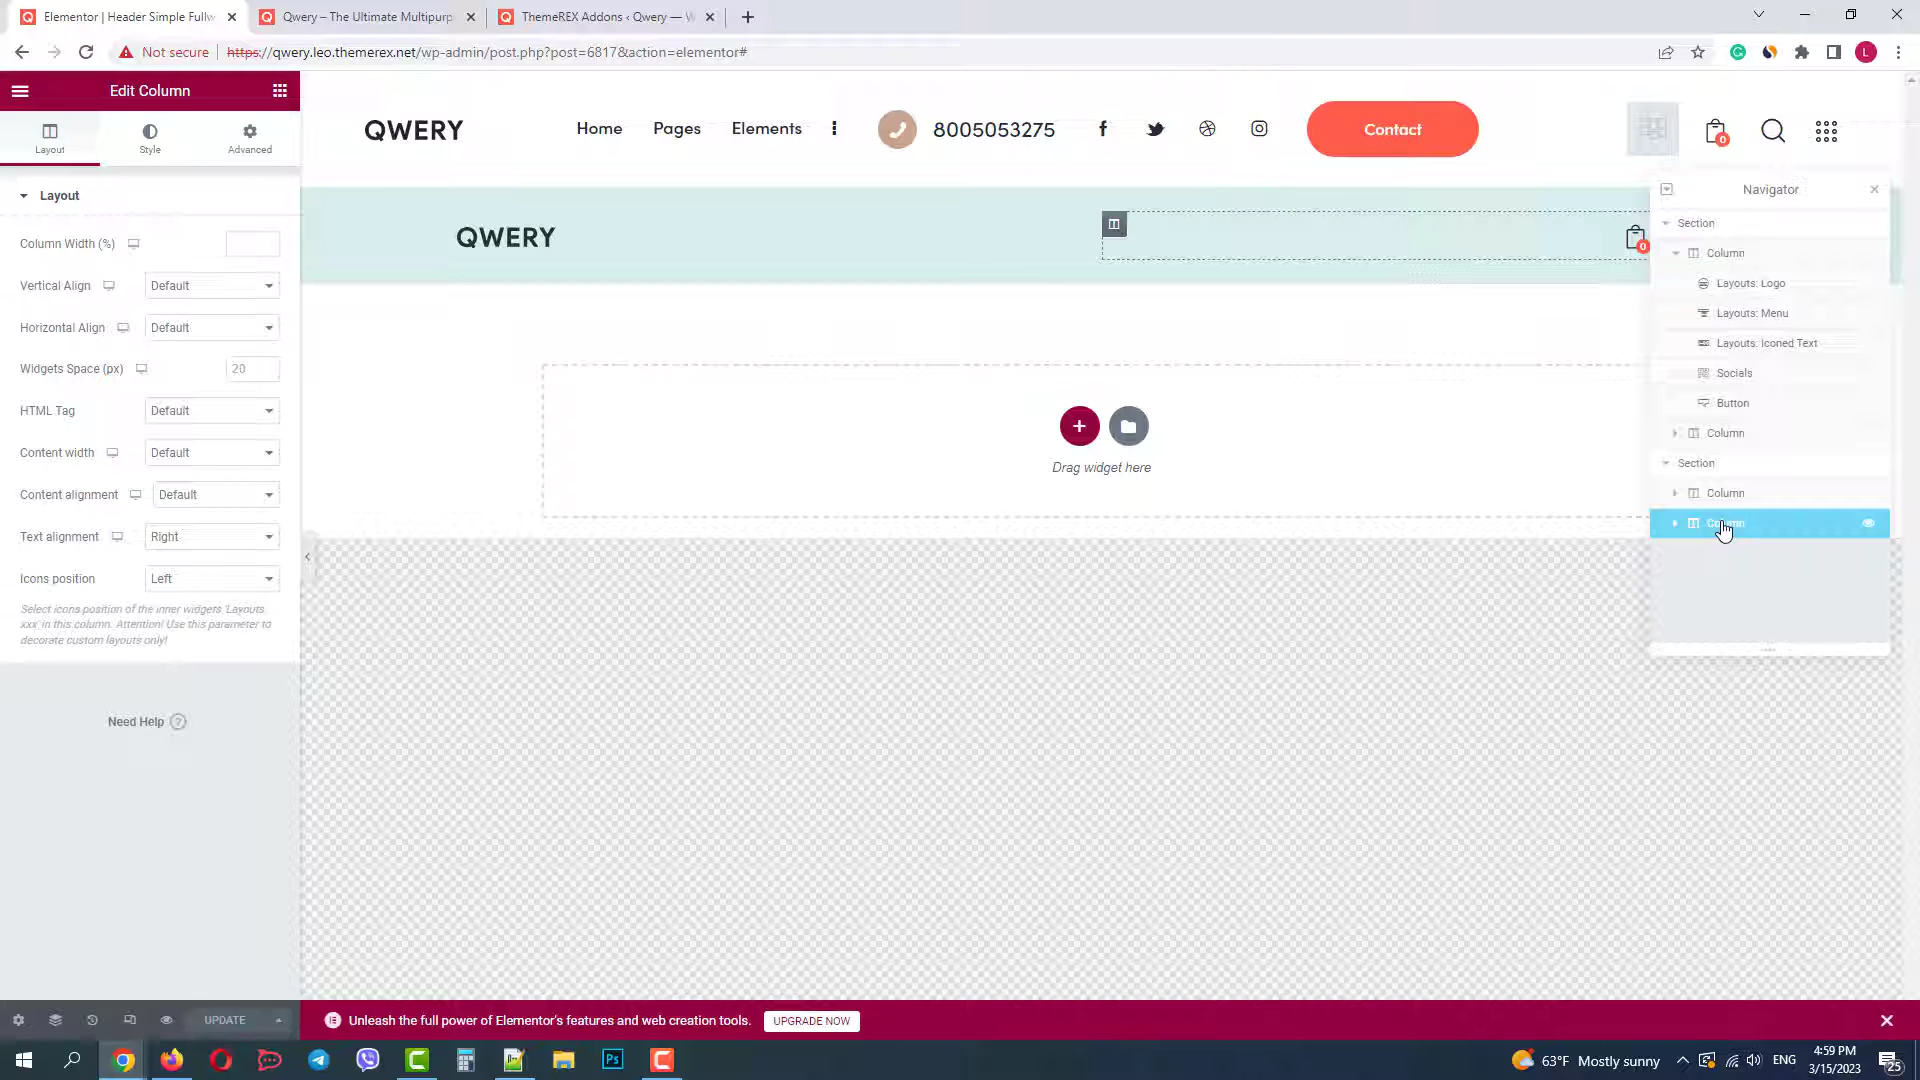 Elementor | Header Simple Fullw
Qwery – The Ultimate Multipurp
ThemeREX Addons ‹ Qwery — W
Not secure
https://qwery.leo.themerex.net/wp-admin/post.php?post=6817&action=elementor#
L
Edit Column
Layout
Style
Advanced
Layout
Column Width (%)
Vertical Align
Default
Horizontal Align
Default
Widgets Space (px)
20
HTML Tag
Default
Content width
Default
Content alignment
Default
Text alignment
Right
Icons position
Left
Select icons position of the inner widgets 'Layouts:
xxx' in this column. Attention! Use this parameter to
decorate custom layouts only!
Need Help ?
UPDATE
QWERY
Home
Pages
Elements
8005053275
Contact
0
QWERY
0
Drag widget here
Navigator
Section
Column
Layouts: Logo
Layouts: Menu
Layouts: Iconed Text
Socials
Button
Column
Section
Column
Column
Unleash the full power of Elementor's features and web creation tools.
UPGRADE NOW
Ps
63°F Mostly sunny
ENG
4:59 PM
3/15/2023
25